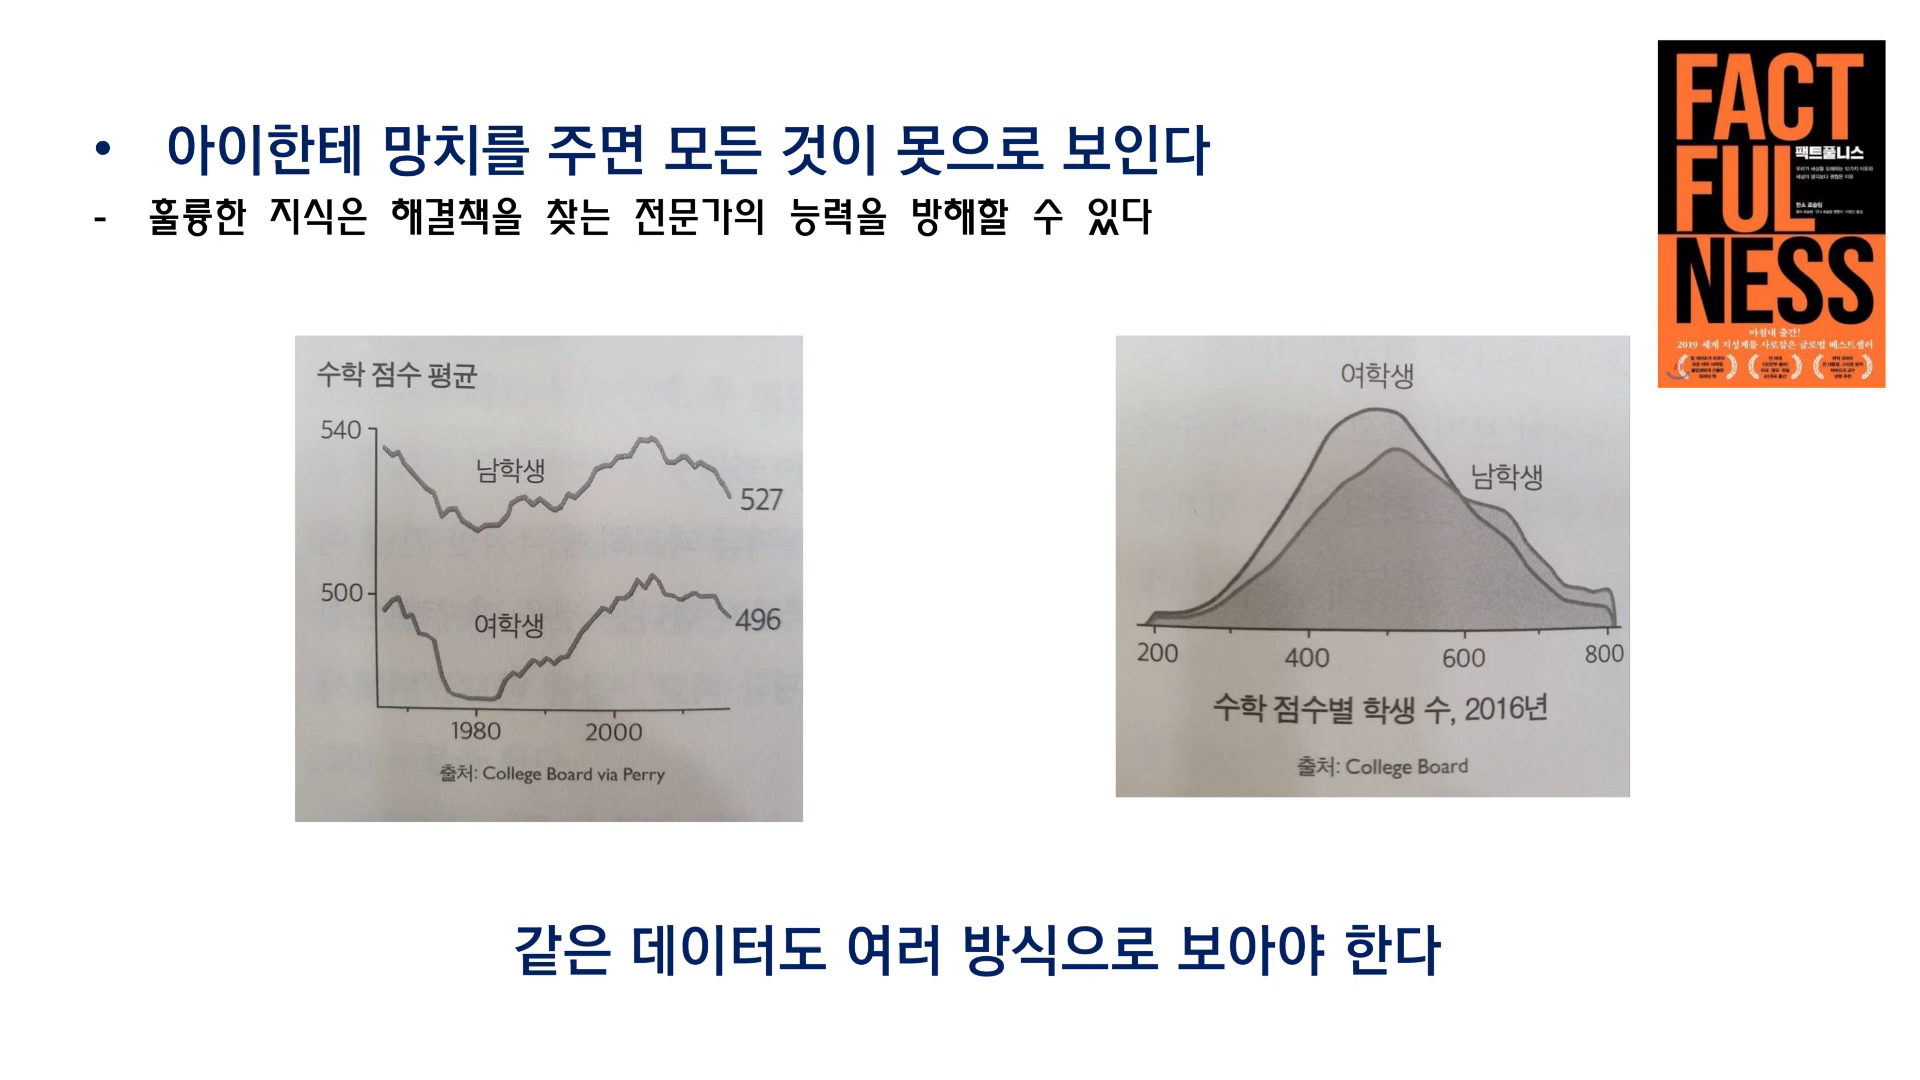 • 아이한테 망치를 주면 모든 것이 못으로 보인다
- 훌륭한 지식은 해결책을 찾는 전문가의 능력을 방해할 수 있다
FACT
FUL
NESS
팩트풀니스
한스 로슬링
마침내 출간!
2019 세계 지성계를 사로잡은 글로벌 베스트셀러
수학 점수 평균
540
남학생
527
500
여학생
496
1980 2000
출처: College Board via Perry
여학생
남학생
200 400 600 800
수학 점수별 학생 수, 2016년
출처: College Board
같은 데이터도 여러 방식으로 보아야 한다